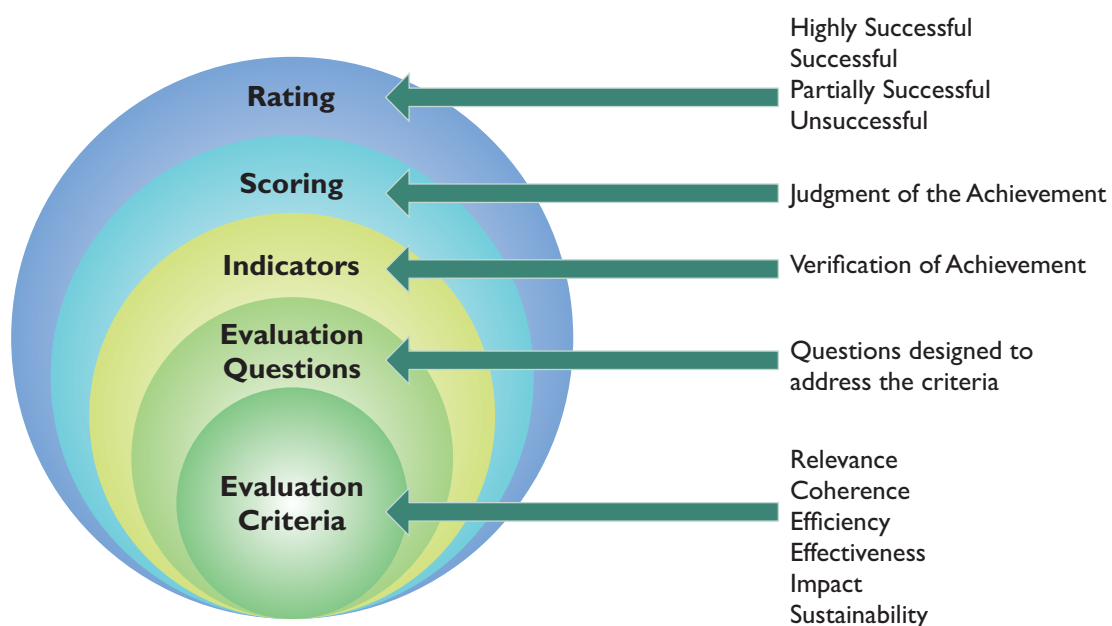 Rating
Highly Successful
Successful
Partially Successful
Unsuccessful
Scoring
Judgment of the Achievement
Indicators
Verification of Achievement
Evaluation
Questions
Questions designed to
address the criteria
Evaluation
Criteria
Relevance
Coherence
Efficiency
Effectiveness
Impact
Sustainability